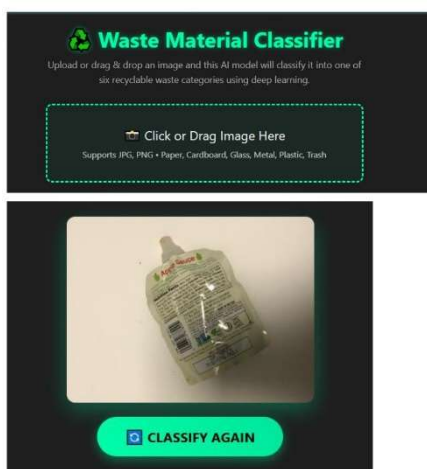 Waste Material Classifier
Upload or drag & drop an image and this AI model will classify it into one of
six recyclable waste categories using deep learning.
Click or Drag Image Here
Supports JPG, PNG • Paper, Cardboard, Glass, Metal, Plastic, Trash
Apple Sauce
CLASSIFY AGAIN